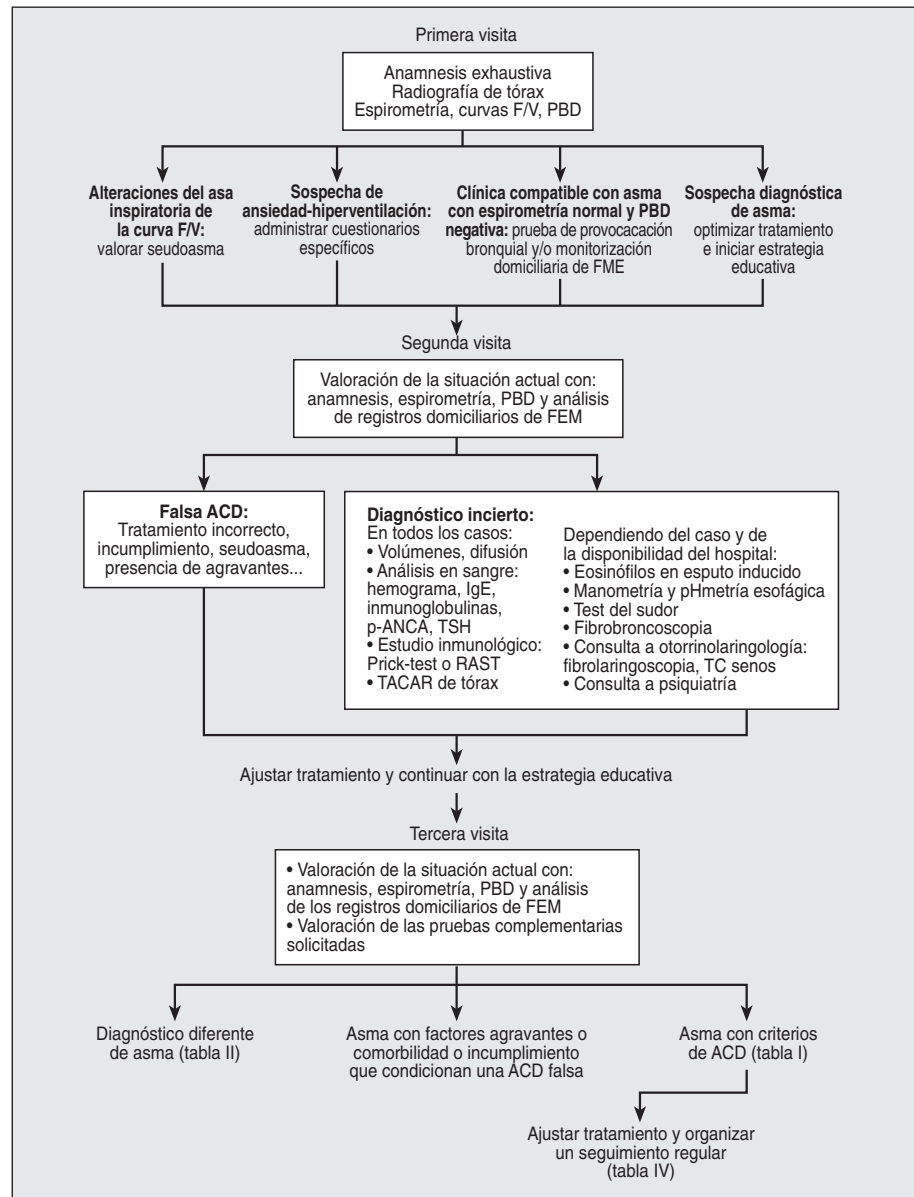 Primera visita
Anamnesis exhaustiva
Radiografía de tórax
Espirometría, curvas F/V, PBD
Alteraciones del asa
inspiratoria de
la curva F/V:
valorar seudoasma
Sospecha de
ansiedad-hiperventilación:
administrar cuestionarios
específicos
Clínica compatible con asma
con espirometría normal y PBD
negativa: prueba de provocacación
bronquial y/o monitorización
domiciliaria de FME
Sospecha diagnóstica
de asma:
optimizar tratamiento
e iniciar estrategia
educativa
Segunda visita
Valoración de la situación actual con:
anamnesis, espirometría, PBD y análisis
de registros domiciliarios de FEM
Falsa ACD:
Tratamiento incorrecto,
incumplimiento, seudoasma,
presencia de agravantes...
Diagnóstico incierto:
En todos los casos:
• Volúmenes, difusión
• Análisis en sangre:
hemograma, IgE,
inmunoglobulinas,
p-ANCA, TSH
• Estudio inmunológico:
Prick-test o RAST
• TACAR de tórax
Dependiendo del caso y de
la disponibilidad del hospital:
• Eosinófilos en esputo inducido
• Manometría y pHmetría esofágica
• Test del sudor
• Fibrobroncoscopia
• Consulta a otorrinolaringología:
fibrolaringoscopia, TC senos
• Consulta a psiquiatría
Ajustar tratamiento y continuar con la estrategia educativa
Tercera visita
• Valoración de la situación actual con:
anamnesis, espirometría, PBD y análisis
de los registros domiciliarios de FEM
• Valoración de las pruebas complementarias
solicitadas
Diagnóstico diferente
de asma (tabla II)
Asma con factores agravantes o
comorbilidad o incumplimiento
que condicionan una ACD falsa
Asma con criterios
de ACD (tabla I)
Ajustar tratamiento y organizar
un seguimiento regular
(tabla IV)